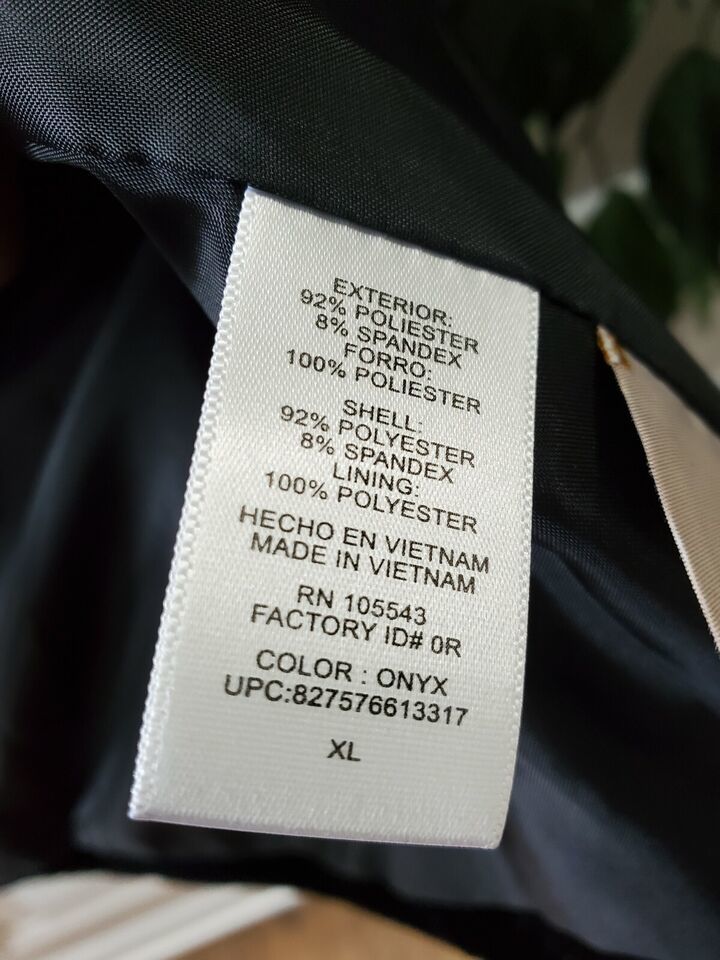 EXTERIOR:
92% POLIESTER
8% SPANDEX
FORRO:
100% POLIESTER
SHELL:
92% POLYESTER
8% SPANDEX
LINING:
100% POLYESTER
HECHO EN VIETNAM
MADE IN VIETNAM
RN 105543
FACTORY ID# 0R
COLOR : ONYX
UPC:827576613317
XL